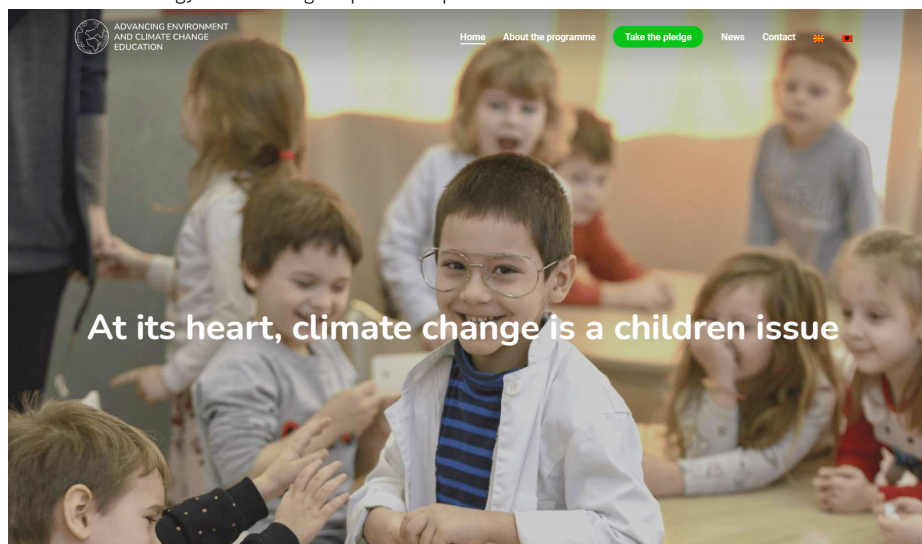 ADVANCING ENVIRONMENT
AND CLIMATE CHANGE
EDUCATION
Home About the programme Take the pledge News Contact
At its heart, climate change is a children issue